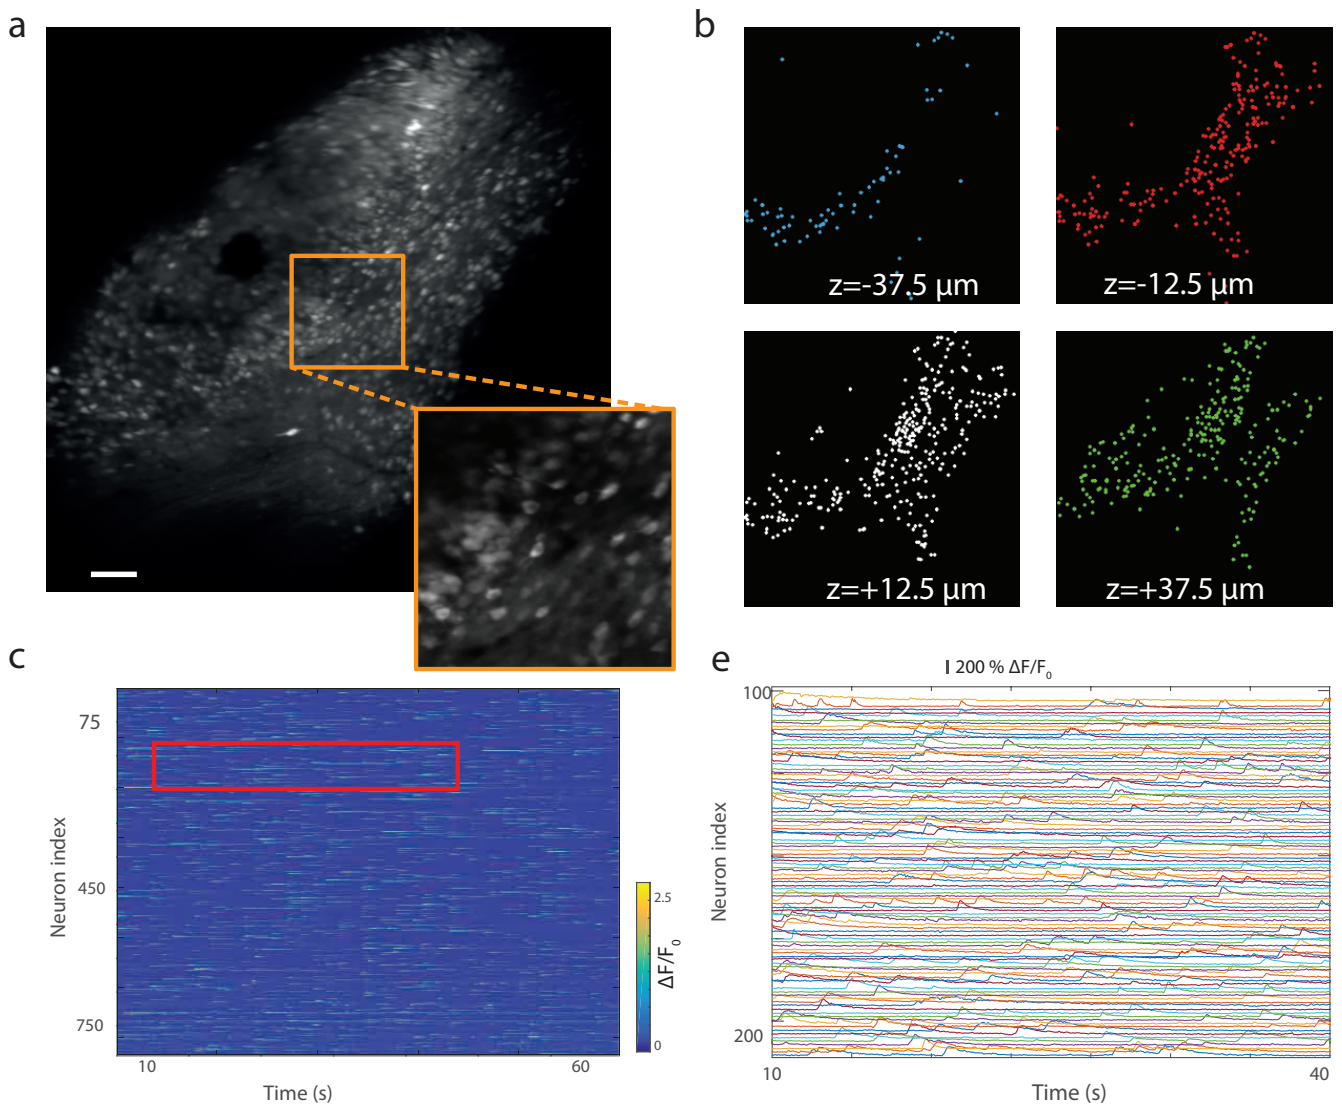 a
b
z=-37.5 µm
z=-12.5 µm
z=+12.5 µm
z=+37.5 µm
c
75
450
750
Neuron index
10
60
Time (s)
2.5
0
ΔF/F0
e
200 % ΔF/F0
100
200
Neuron index
10
40
Time (s)